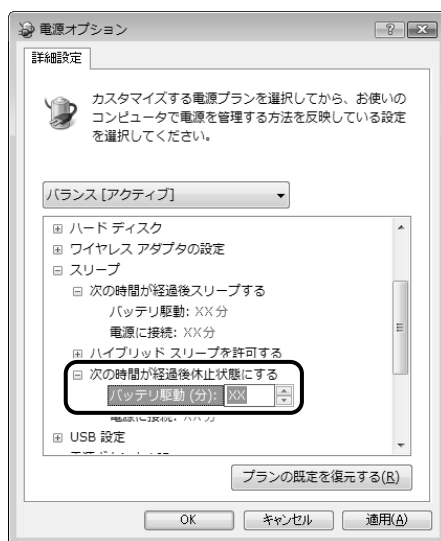 電源オプション
詳細設定
カスタマイズする電源プランを選択してから、お使いの
コンピュータで電源を管理する方法を反映している設定
を選択してください。
バランス [アクティブ]
ハード ディスク
ワイヤレス アダプタの設定
スリープ
次の時間が経過後スリープする
バッテリ駆動: XX分
電源に接続: XX分
ハイブリッド スリープを許可する
次の時間が経過後休止状態にする
バッテリ駆動 (分): XX
電源に接続: XX分
USB 設定
プランの既定を復元する(R)
OK
キャンセル
適用(A)